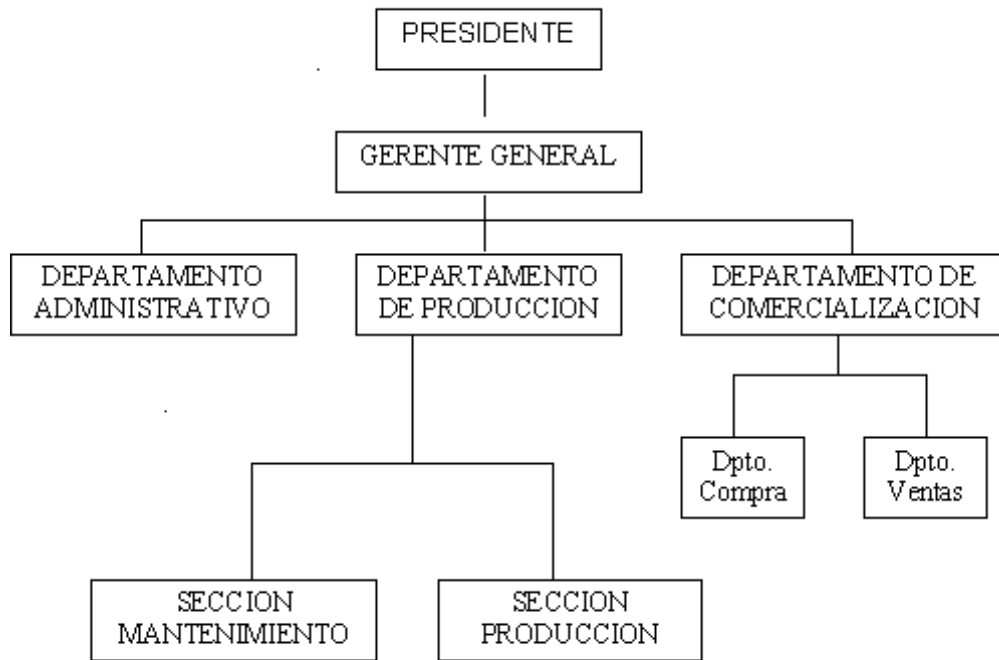 PRESIDENTE
GERENTE GENERAL
DEPARTAMENTO
ADMINISTRATIVO
DEPARTAMENTO
DE PRODUCCION
DEPARTAMENTO DE
COMERCIALIZACION
Dpto.
Compra
Dpto.
Ventas
SECCION
MANTENIMIENTO
SECCION
PRODUCCION